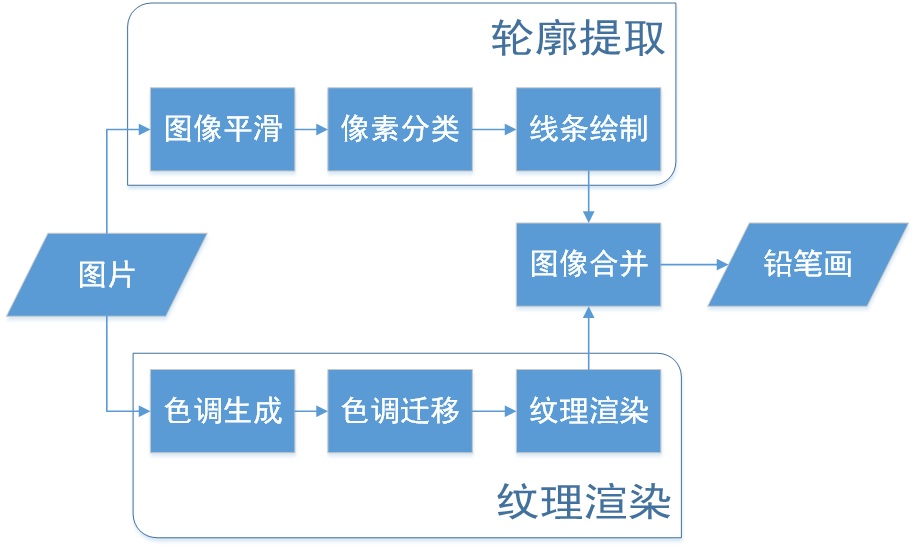 轮廓提取
图像平滑
像素分类
线条绘制
图片
图像合并
铅笔画
色调生成
色调迁移
纹理渲染
纹理渲染